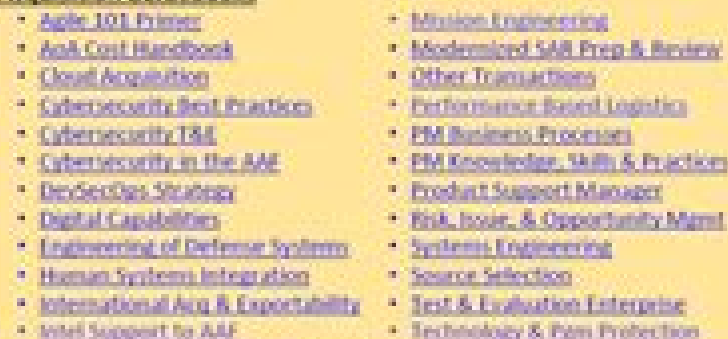 Agile 101 Primer
AoA Cost Handbook
Cloud Acquisition
Cybersecurity Best Practices
Cybersecurity T&E
Cybersecurity in the AAF
DevSecOps Strategy
Digital Capabilities
Engineering of Defense Systems
Human Systems Integration
International Acq & Exportability
Intel Support to AAF
Mission Engineering
Modernized SAR Prep & Review
Other Transactions
Performance Based Logistics
PM Business Processes
PM Knowledge, Skills & Practices
Product Support Manager
Risk, Issue, & Opportunity Mgmt
Systems Engineering
Source Selection
Test & Evaluation Enterprise
Technology & Pgm Protection